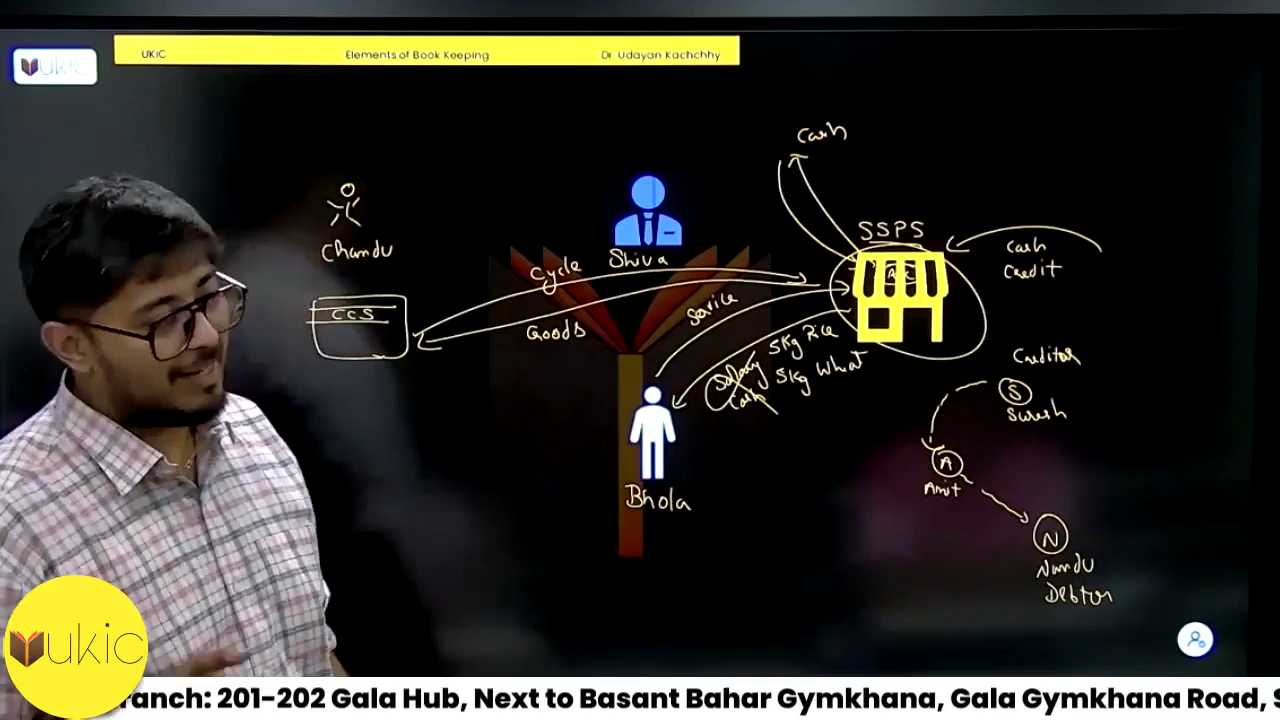 ukic
UKIC Elements of Book Keeping Dr Udayan Kachchhy
Cash
Chandu
Shiva
SSPS
Cash
Credit
Cycle
CCS
Goods
Service
5kg rice
5kg Wheat
Salary
Cash
Creditor
S
Suresh
A
Amit
Bhola
N
Nandu
Debtor
ukic
ranch: 201-202 Gala Hub, Next to Basant Bahar Gymkhana, Gala Gymkhana Road, S